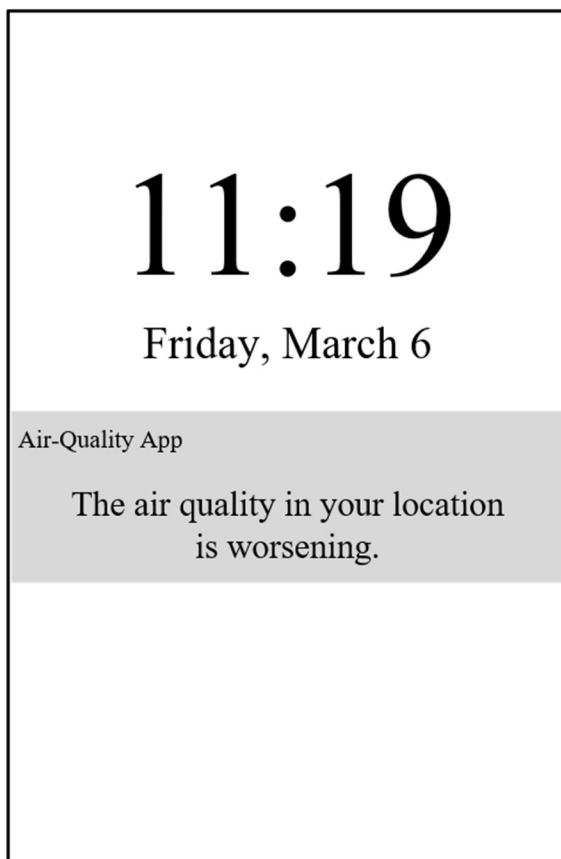 11:19
Friday, March 6
Air-Quality App
The air quality in your location
is worsening.